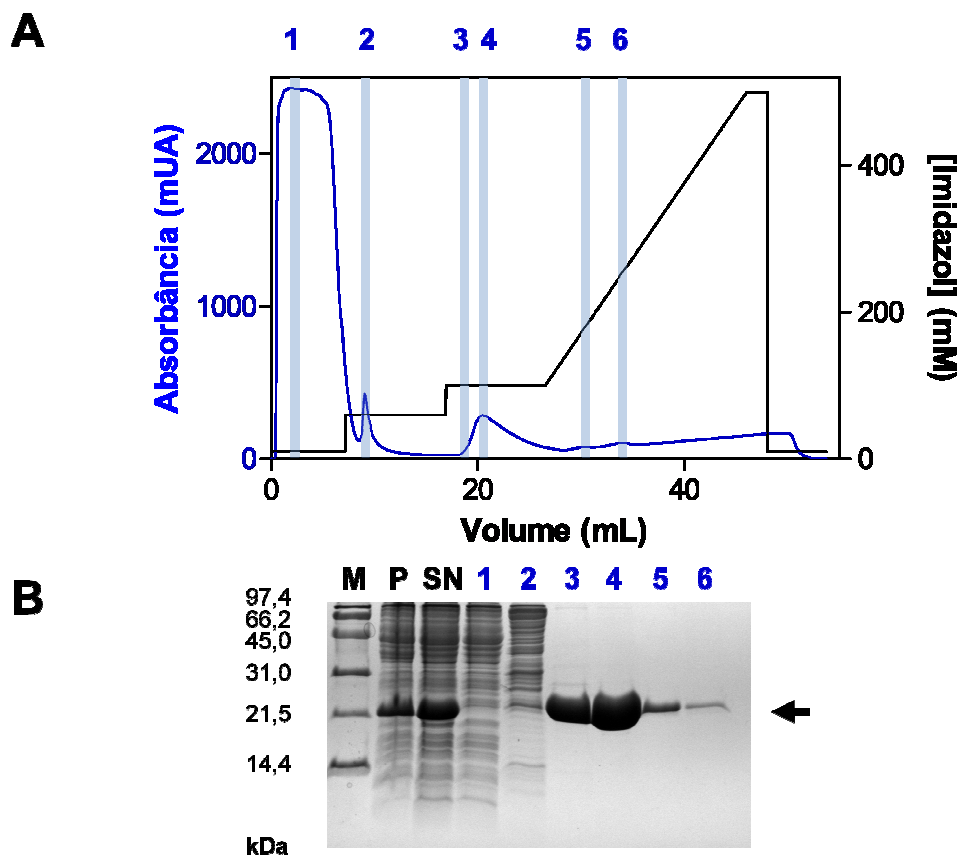 A
1 2 3 4 5 6
Absorbância (mUA)
2000
1000
0
400
200
0
[Imidazol] (mM)
0 20 40
Volume (mL)
B
M P SN 1 2 3 4 5 6
97,4
66,2
45,0
31,0
21,5
14,4
kDa